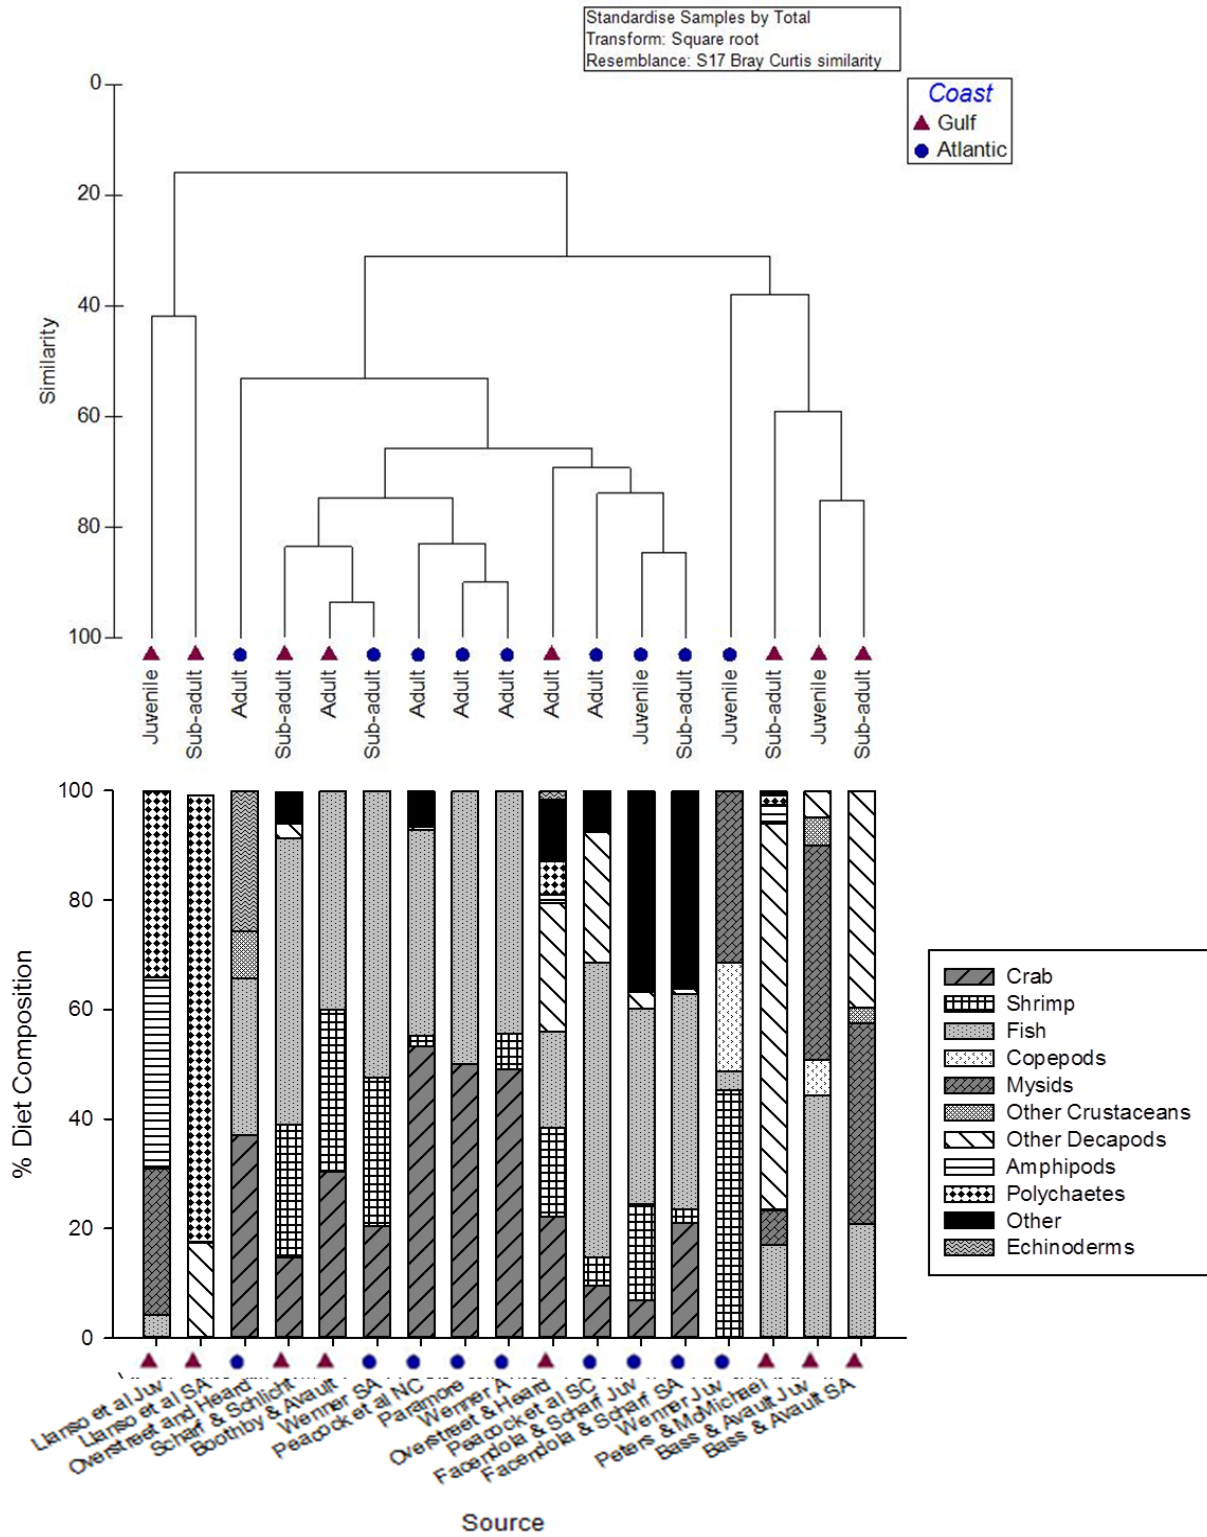 Standardise Samples by Total
Transform: Square root
Resemblance: S17 Bray Curtis similarity
Coast
Gulf
Atlantic
0
20
40
60
80
100
Similarity
Juvenile
Sub-adult
Adult
Sub-adult
Adult
Sub-adult
Adult
Adult
Adult
Adult
Adult
Juvenile
Sub-adult
Juvenile
Sub-adult
Juvenile
Sub-adult
100
80
60
40
20
0
% Diet Composition
Crab
Shrimp
Fish
Copepods
Mysids
Other Crustaceans
Other Decapods
Amphipods
Polychaetes
Other
Echinoderms
Llanso et al Juv
Llanso et al SA
Overstreet and Heard
Scharf & Schlicht
Boothby & Avault
Wenner SA
Peacock et al NC
Paramore
Wenner A
Overstreet & Heard
Peacock et al SC
Facendola & Scharf Juv
Facendola & Scharf SA
Wenner Juv
Peters & McMichael
Bass & Avault Juv
Bass & Avault SA
Source